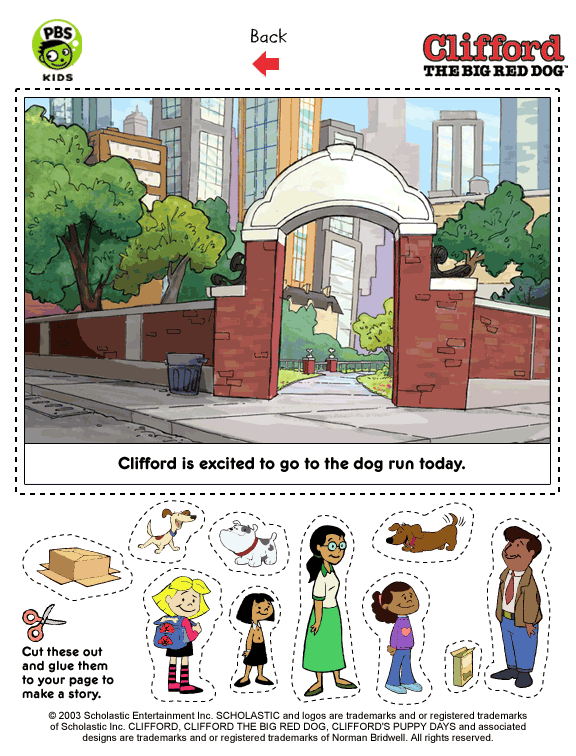 PBS
KIDS
Back
Clifford
THE BIG RED DOG™
Clifford is excited to go to the dog run today.
Cut these out
and glue them
to your page to
make a story.
© 2003 Scholastic Entertainment Inc. SCHOLASTIC and logos are trademarks and or registered trademarks
of Scholastic Inc. CLIFFORD, CLIFFORD THE BIG RED DOG, CLIFFORD'S PUPPY DAYS and associated
designs are trademarks and or registered trademarks of Norman Bridwell. All rights reserved.